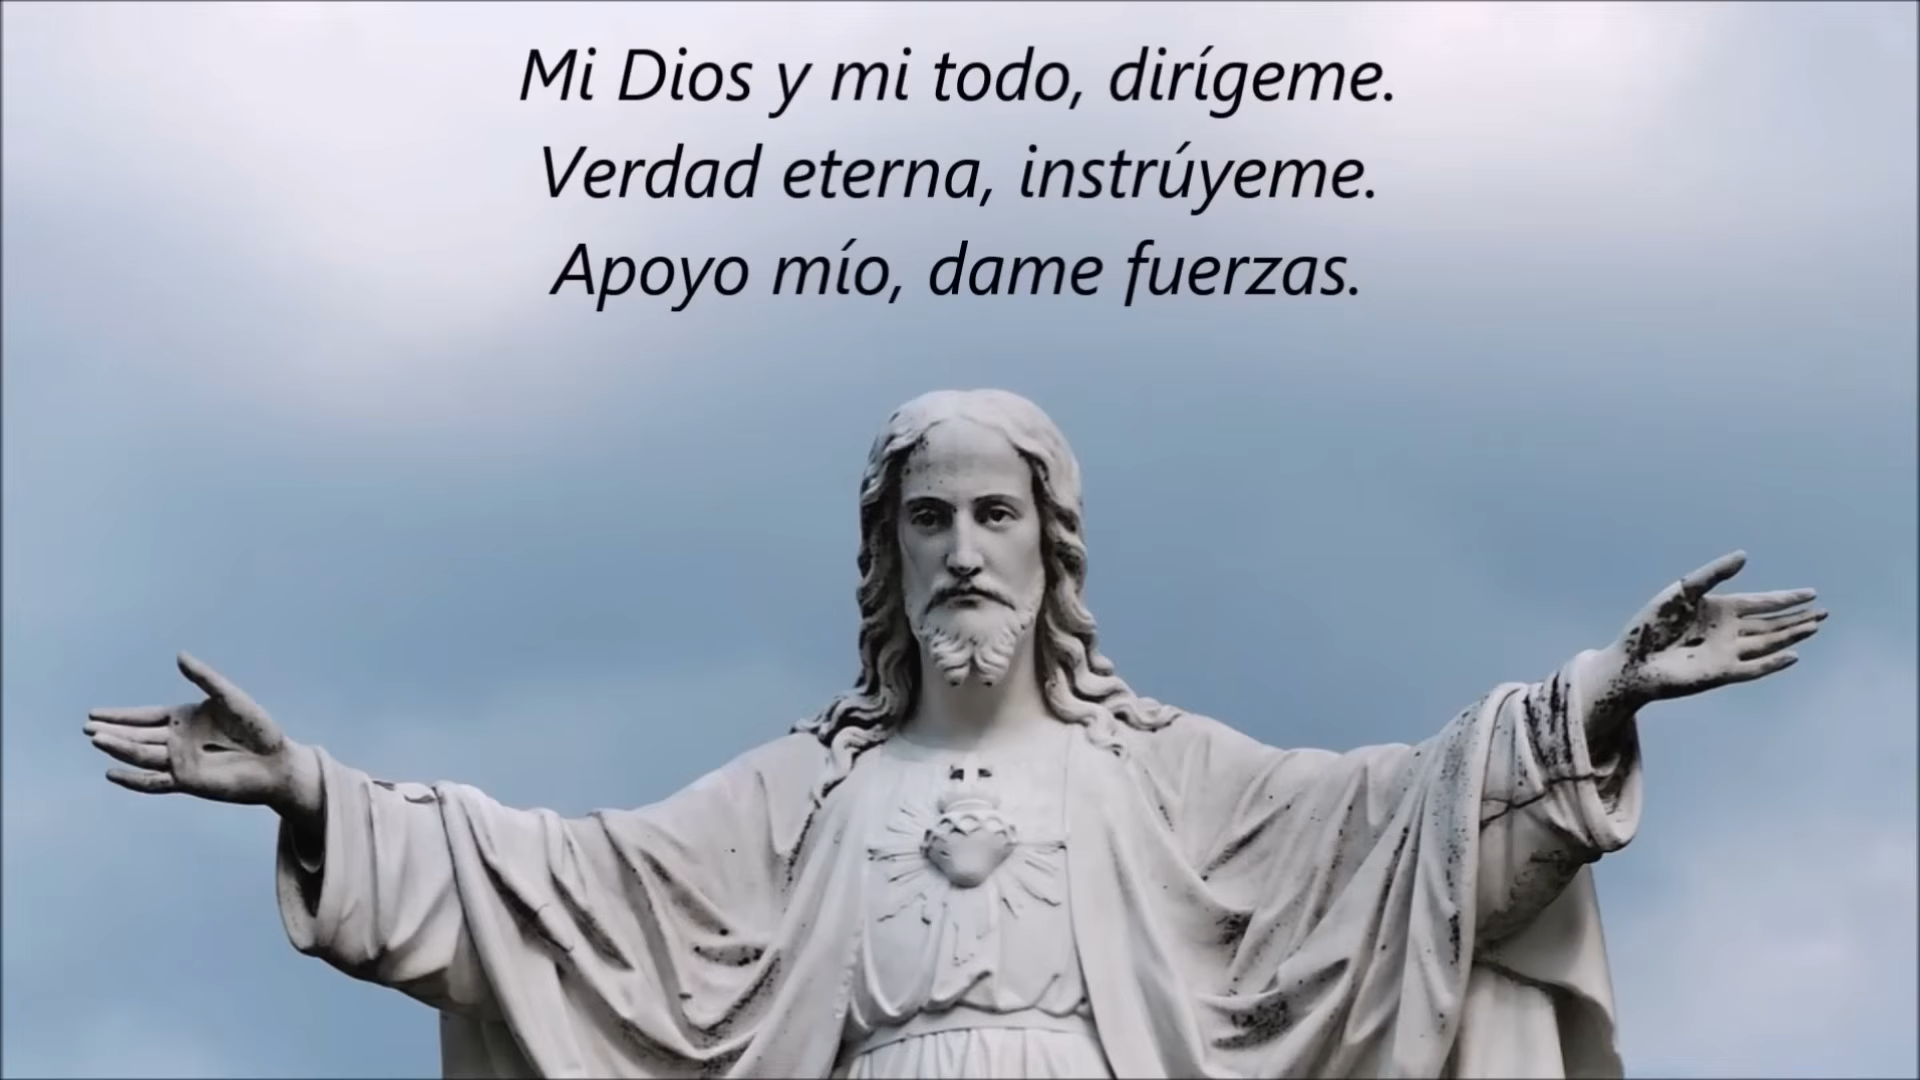 Mi Dios y mi todo, dirígeme.
Verdad eterna, instrúyeme.
Apoyo mío, dame fuerzas.